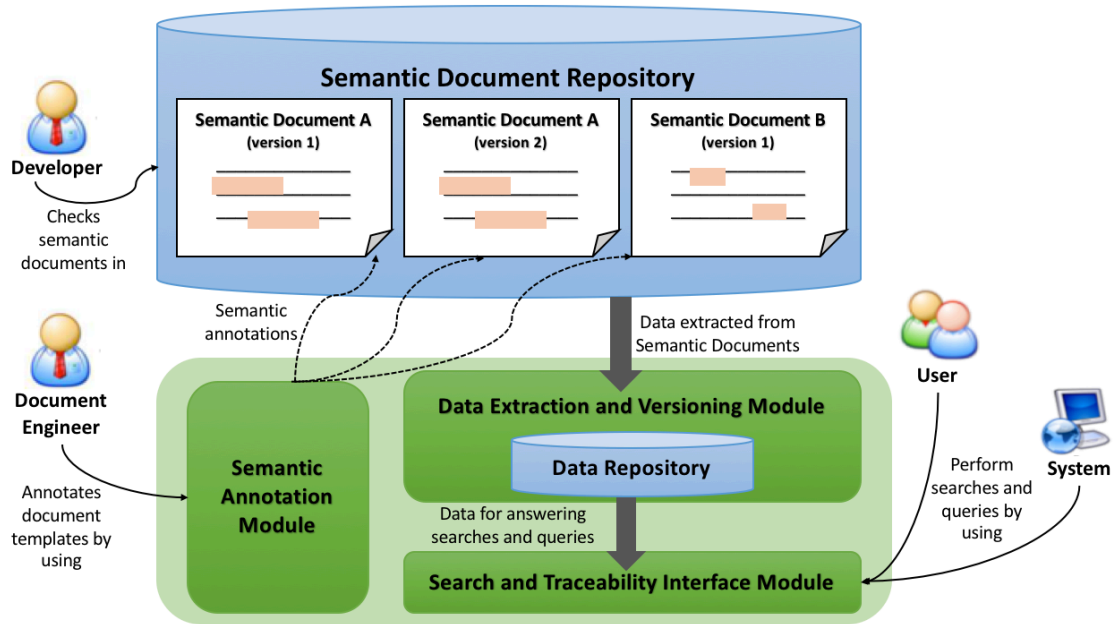 Semantic Document Repository
Semantic Document A
(version 1)
Semantic Document A
(version 2)
Semantic Document B
(version 1)
Developer
Checks
semantic
documents in
Semantic
annotations
Data extracted from
Semantic Documents
Document
Engineer
Annotates
document
templates by
using
Semantic
Annotation
Module
Data Extraction and Versioning Module
Data Repository
Data for answering
searches and queries
Search and Traceability Interface Module
User
System
Perform
searches and
queries by
using